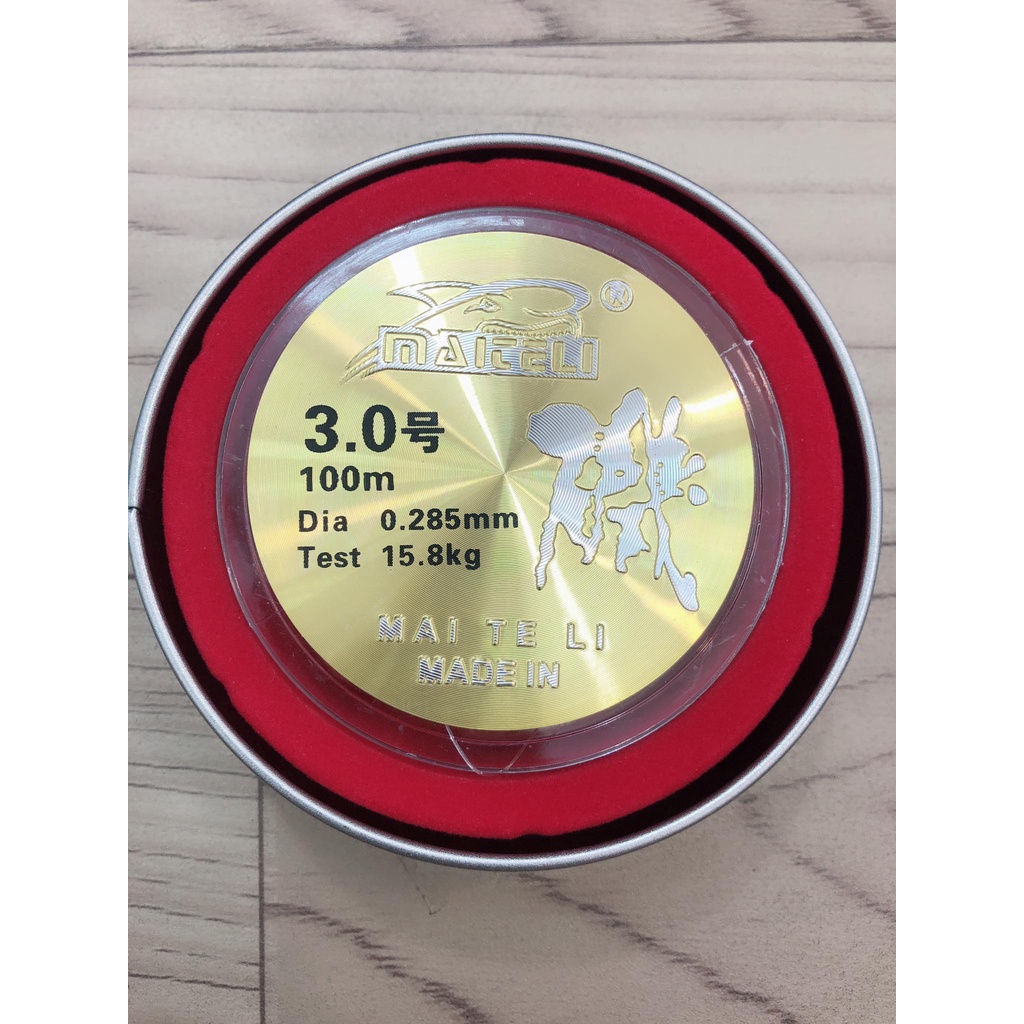 MAITELI ®
3.0号
100m
Dia 0.285mm
Test 15.8kg
MAI TE LI
MADE IN